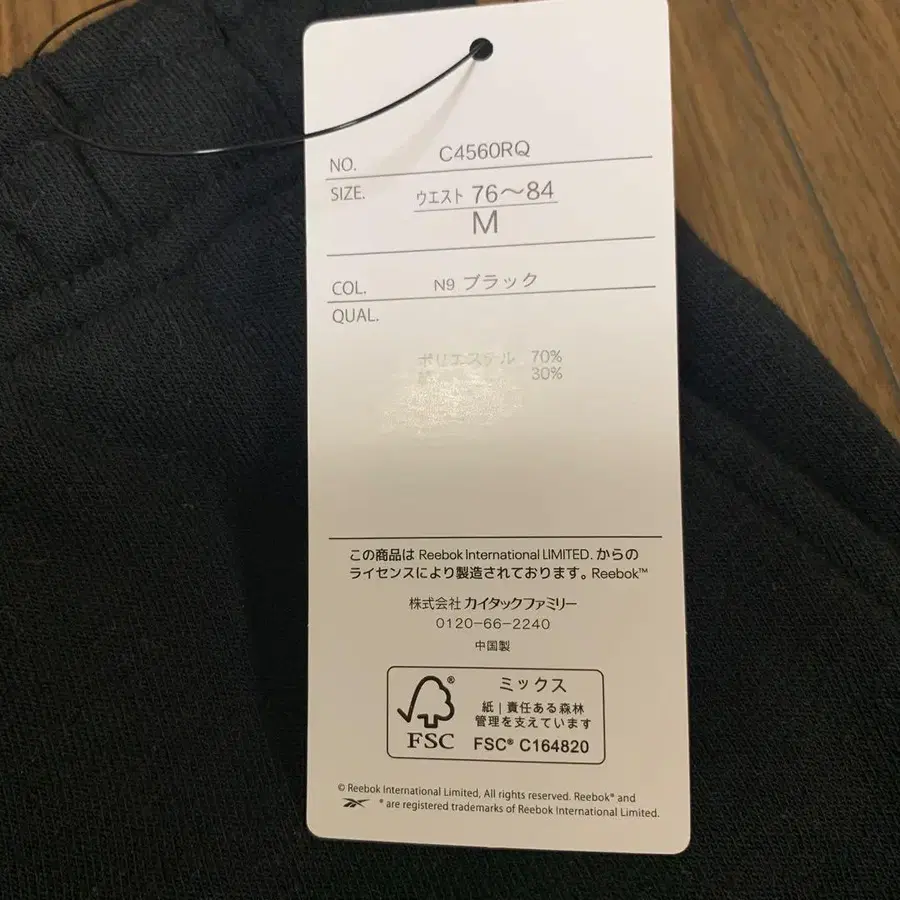 NO. C4560RQ
SIZE. ウエスト 76〜84
M
COL. N9 ブラック
QUAL.
ポリエステル 70%
30%
この商品は Reebok International LIMITED. からの
ライセンスにより製造されております。Reebok™
株式会社 カイタックファミリー
0120-66-2240
中国製
ミックス
紙 | 責任ある森林
管理を支えています
FSC® C164820
® FSC
© Reebok International Limited, All rights reserved. Reebok® and
® are registered trademarks of Reebok International Limited.